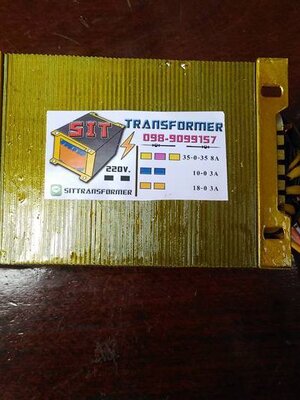 SIT
TRANSFORMER
098-9099157
35-0-35 8A
220V.
10-0 3A
18-0 3A
SITTRANSFORMER